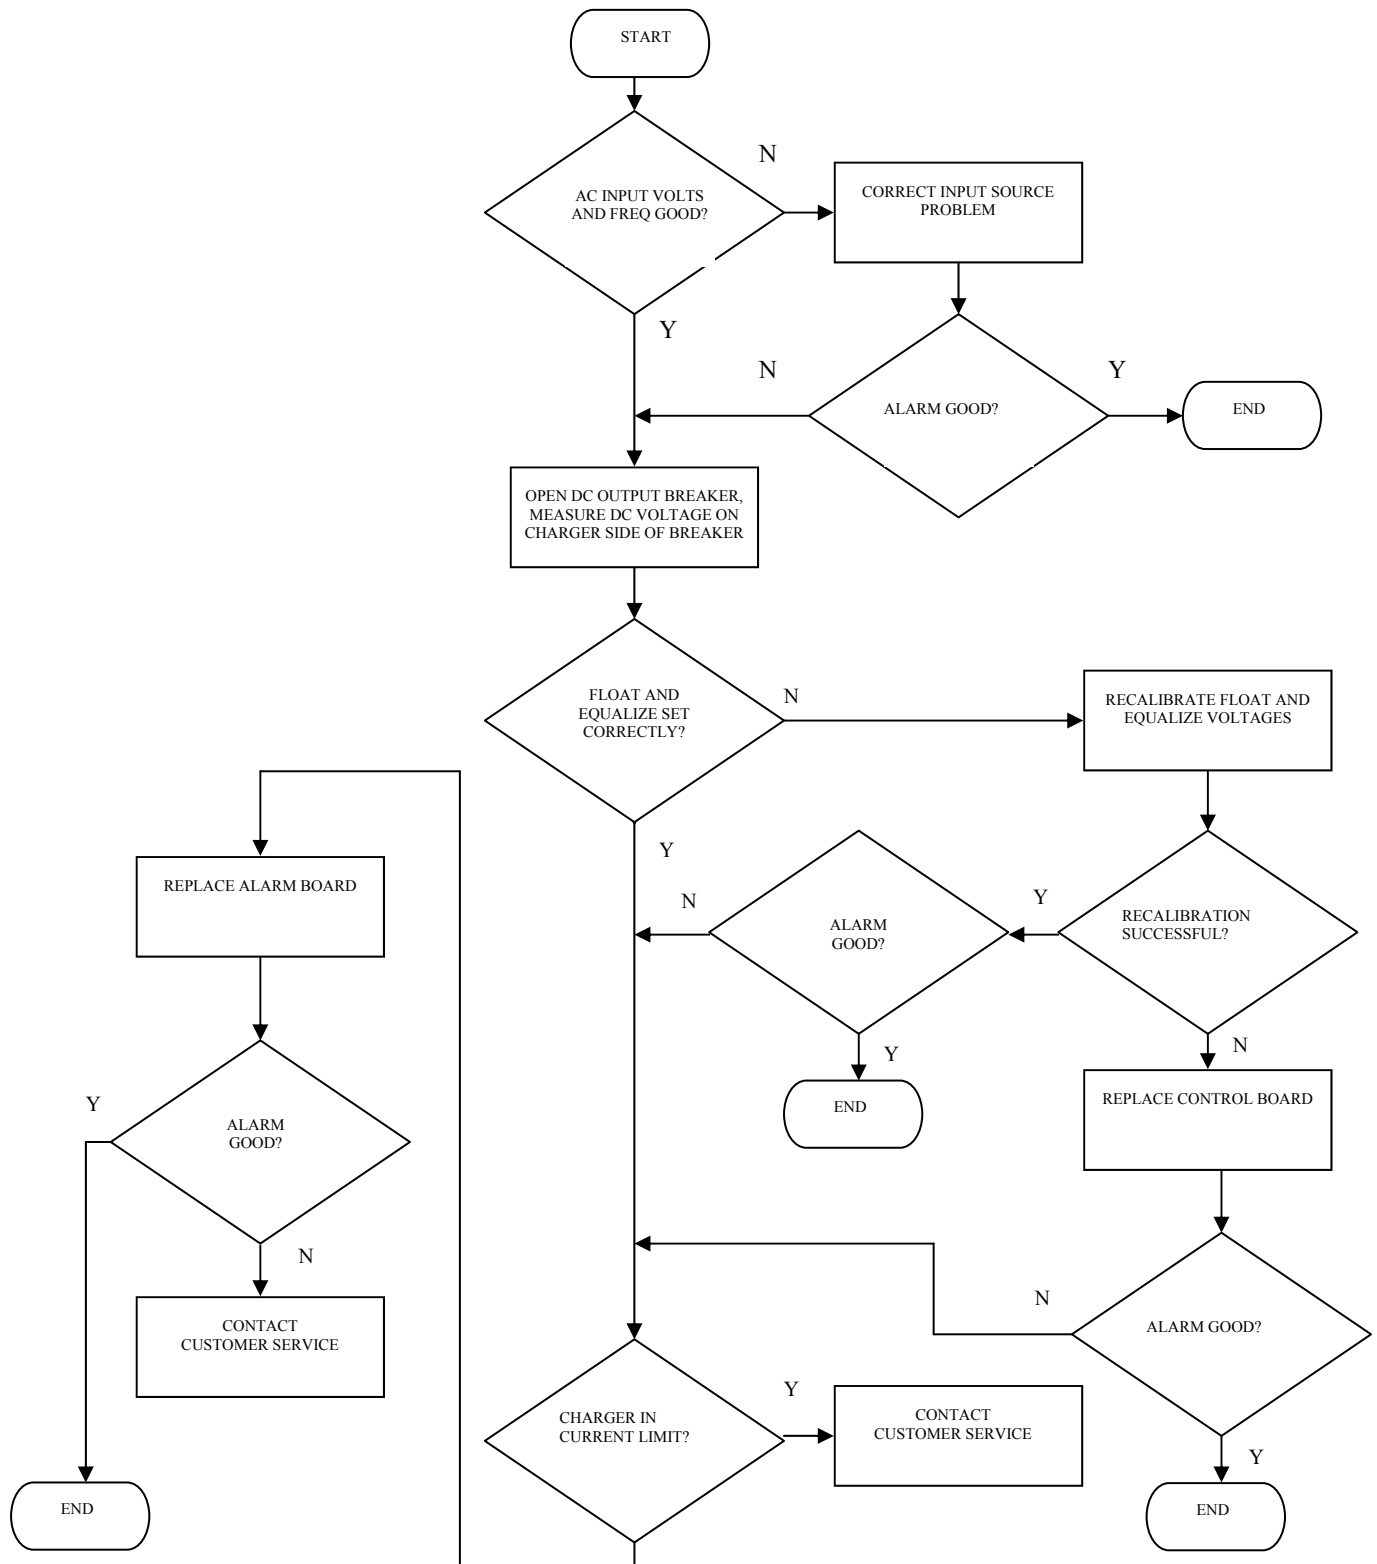 START
N
AC INPUT VOLTS
AND FREQ GOOD?
CORRECT INPUT SOURCE
PROBLEM
Y
N
Y
ALARM GOOD?
END
OPEN DC OUTPUT BREAKER,
MEASURE DC VOLTAGE ON
CHARGER SIDE OF BREAKER
FLOAT AND
EQUALIZE SET
CORRECTLY?
N
RECALIBRATE FLOAT AND
EQUALIZE VOLTAGES
Y
REPLACE ALARM BOARD
N
ALARM
GOOD?
Y
RECALIBRATION
SUCCESSFUL?
Y
N
END
REPLACE CONTROL BOARD
Y
ALARM
GOOD?
N
CONTACT
CUSTOMER SERVICE
N
ALARM GOOD?
Y
CHARGER IN
CURRENT LIMIT?
CONTACT
CUSTOMER SERVICE
Y
END
END